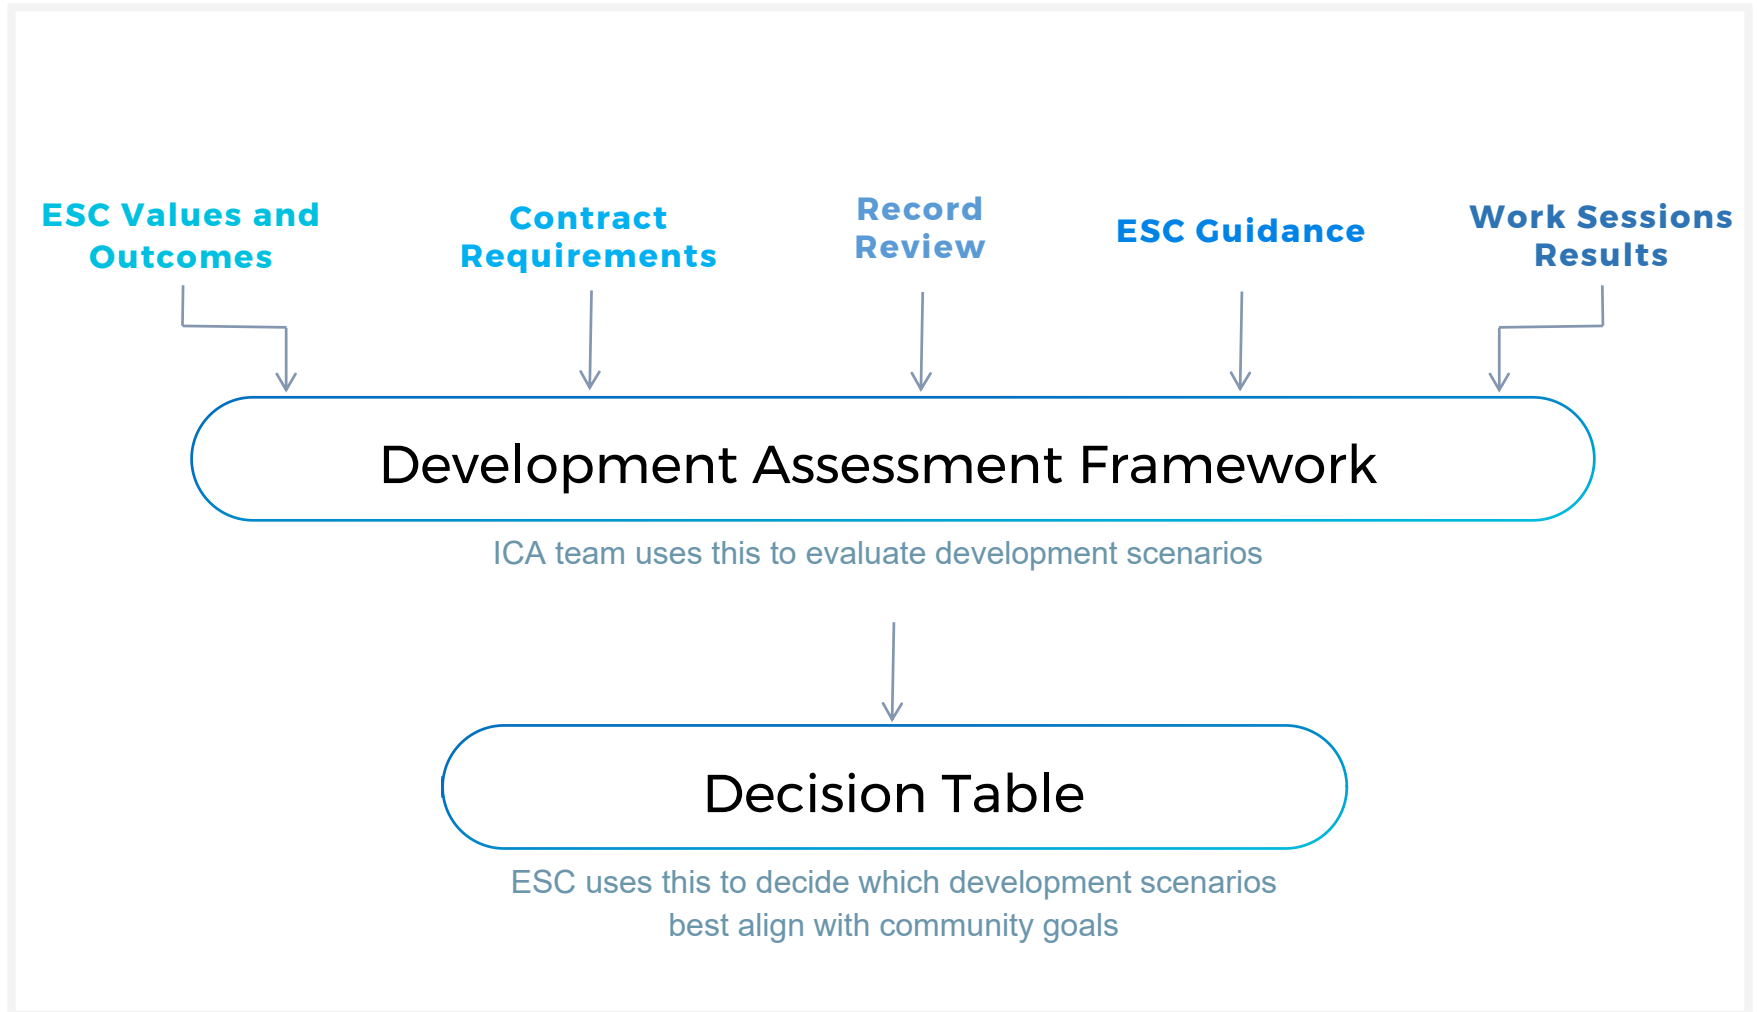 ESC Values and
Outcomes
Contract
Requirements
Record
Review
ESC Guidance
Work Sessions
Results
Development Assessment Framework
ICA team uses this to evaluate development scenarios
Decision Table
ESC uses this to decide which development scenarios
best align with community goals